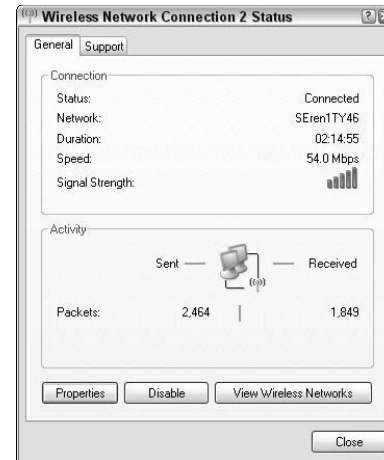 Wireless Network Connection 2 Status
General Support
Connection
Status: Connected
Network: SEren1TY46
Duration: 02:14:55
Speed: 54.0 Mbps
Signal Strength:
Activity
Sent Received
Packets: 2,464 1,849
Properties Disable View Wireless Networks
Close